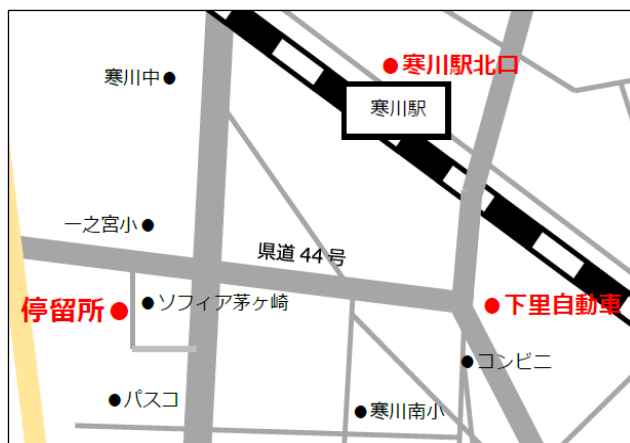 ●寒川駅北口
寒川中●
寒川駅
一之宮小●
県道44号
停留所●
●ソフィア茅ヶ崎
●下里自動車
●コンビニ
●パスコ
●寒川南小